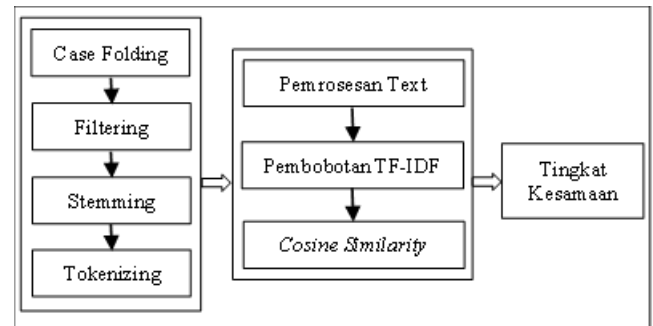 Case Folding
Filtering
Stemming
Tokenizing
Pemrosesan Text
Pembobotan TF-IDF
Cosine Similarity
Tingkat
Kesamaan